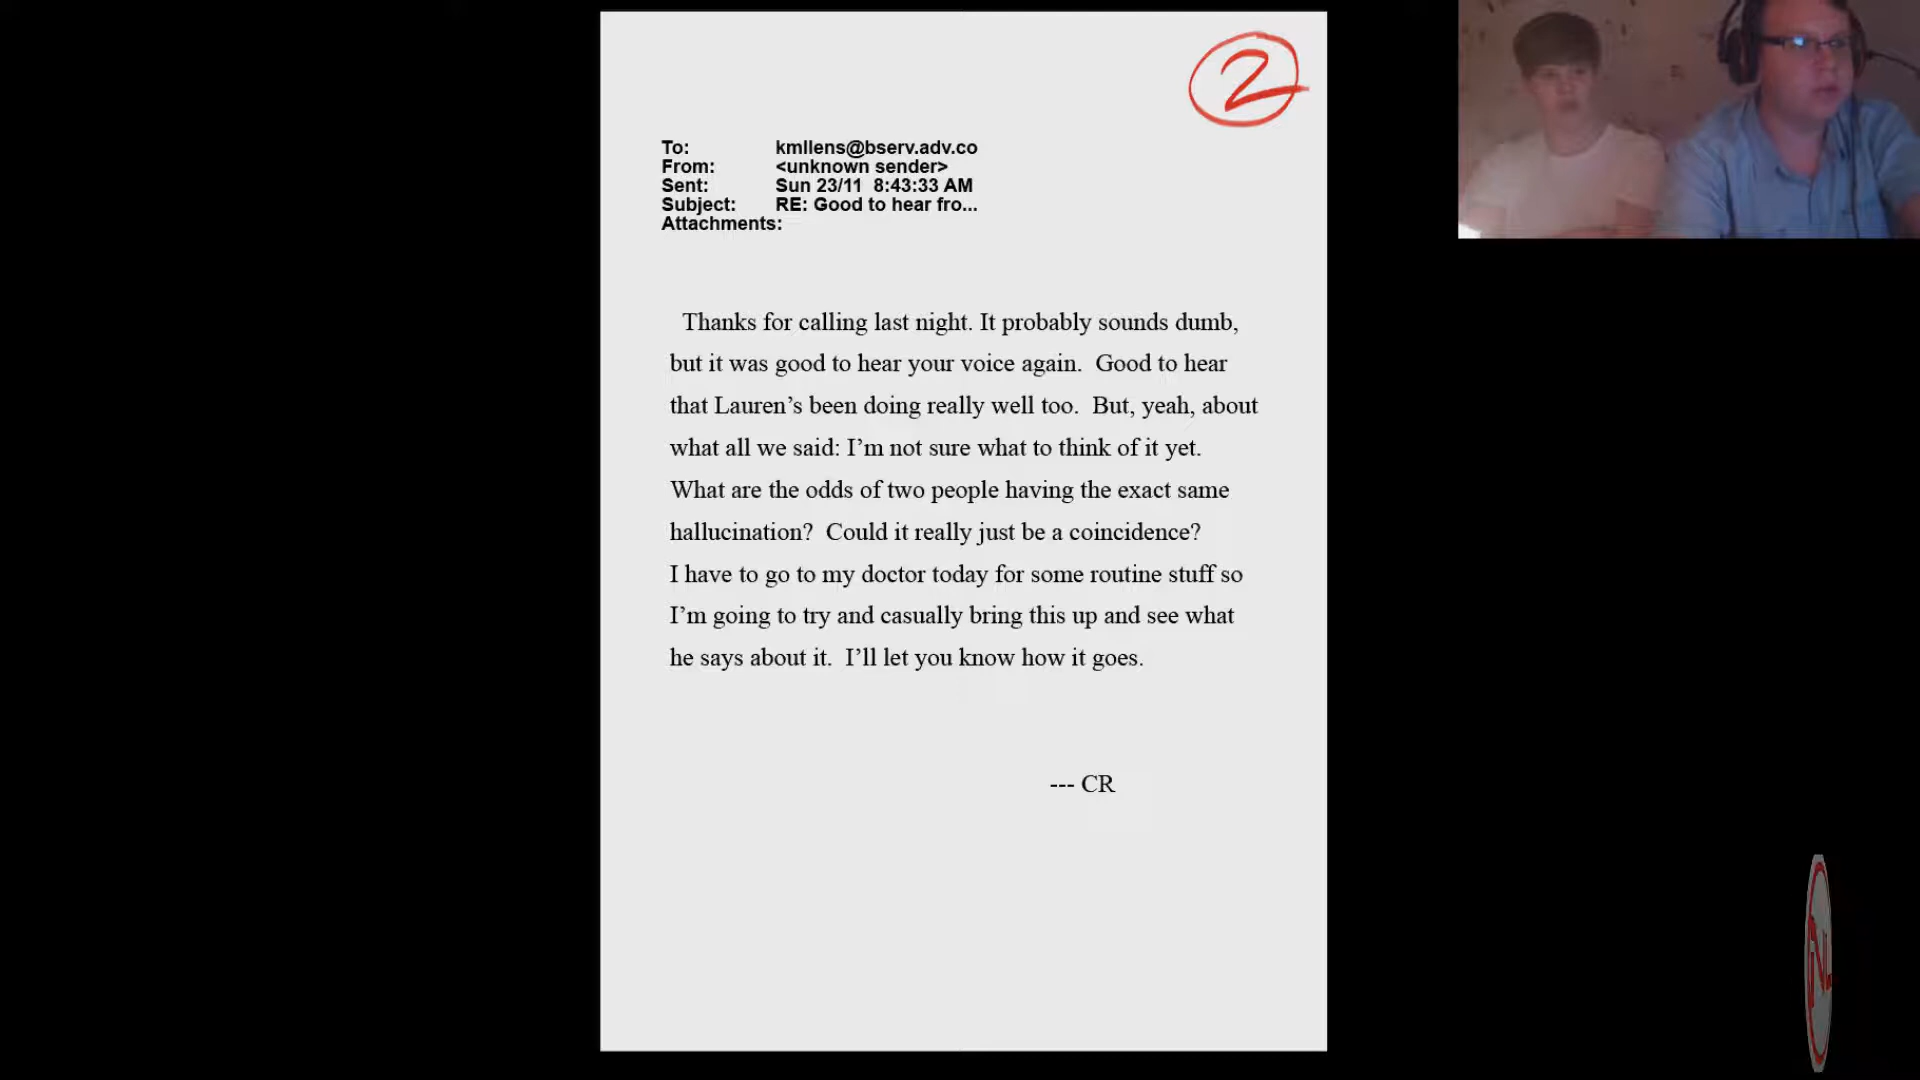 2
To: kmllens@bserv.adv.co
From: <unknown sender>
Sent: Sun 23/11 8:43:33 AM
Subject: RE: Good to hear fro...
Attachments:
Thanks for calling last night. It probably sounds dumb,
but it was good to hear your voice again. Good to hear
that Lauren's been doing really well too. But, yeah, about
what all we said: I'm not sure what to think of it yet.
What are the odds of two people having the exact same
hallucination? Could it really just be a coincidence?
I have to go to my doctor today for some routine stuff so
I'm going to try and casually bring this up and see what
he says about it. I'll let you know how it goes.
--- CR